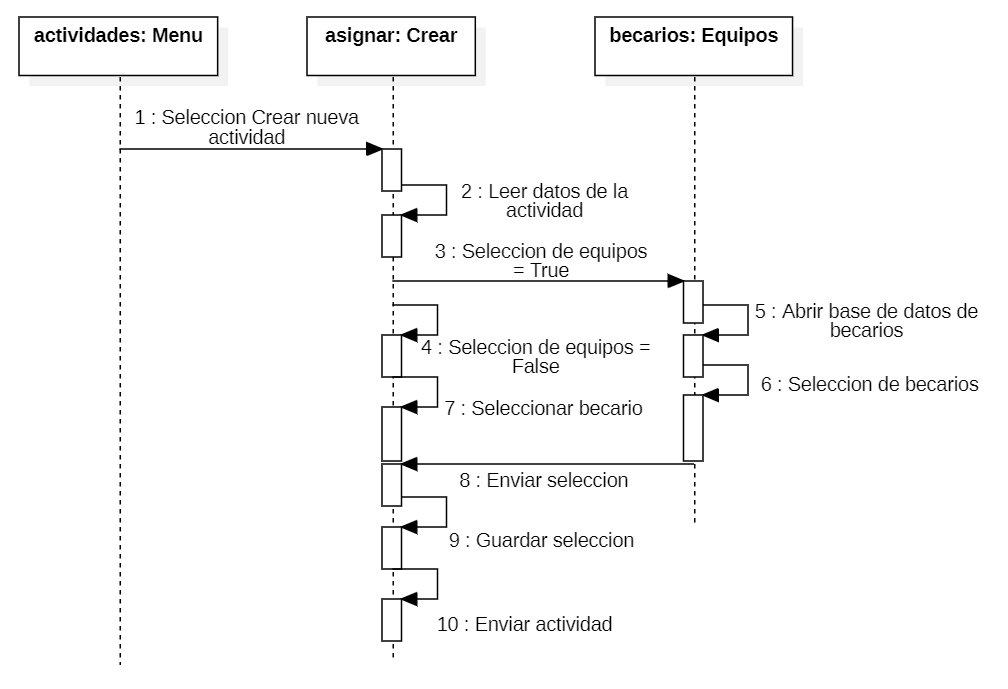 actividades: Menu
asignar: Crear
becarios: Equipos
1 : Seleccion Crear nueva
actividad
2 : Leer datos de la
actividad
3 : Seleccion de equipos
= True
5 : Abrir base de datos de
becarios
4 : Seleccion de equipos =
False
6 : Seleccion de becarios
7 : Seleccionar becario
8 : Enviar seleccion
9 : Guardar seleccion
10 : Enviar actividad